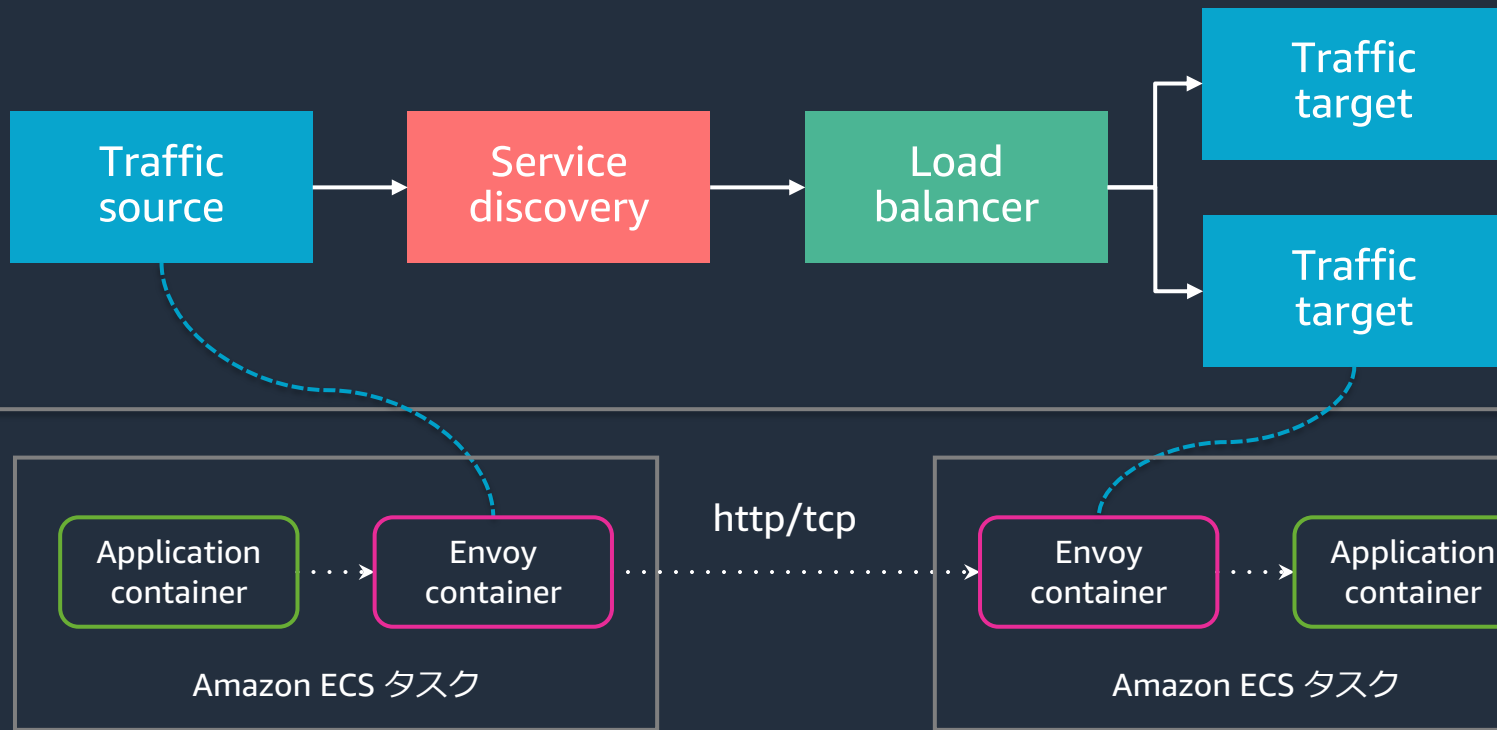 Traffic
target
Traffic
source
Service
discovery
Load
balancer
Traffic
target
http/tcp
Application
container
Envoy
container
Envoy
container
Application
container
Amazon ECS タスク
Amazon ECS タスク